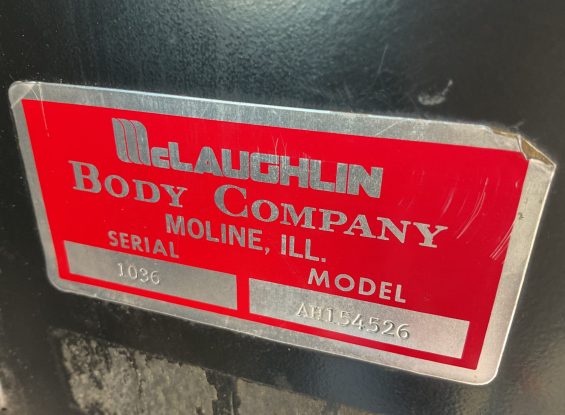 McLAUGHLIN
BODY COMPANY
MOLINE, ILL.
SERIAL
1036
MODEL
AH154526